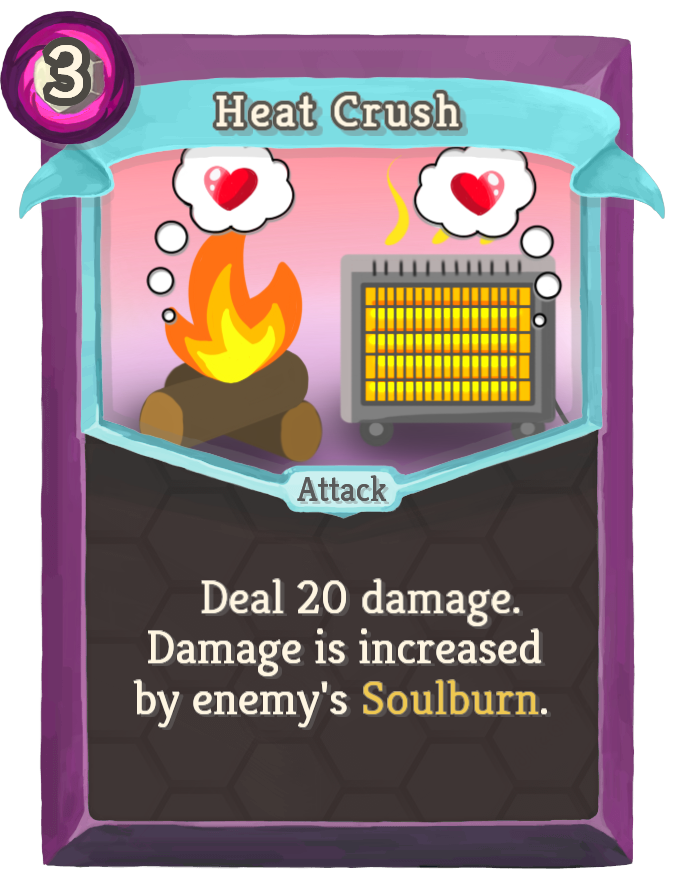 3
Heat Crush
Attack
Deal 20 damage.
Damage is increased
by enemy's Soulburn.